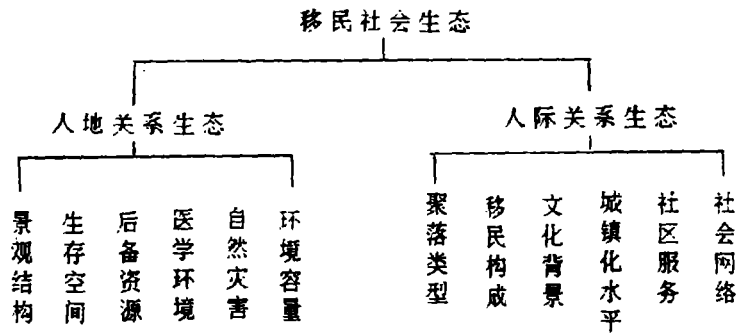 移民社会生态
人地关系生态
人际关系生态
景观结构
生存空间
后备资源
医学环境
自然灾害
环境容量
聚落类型
移民构成
文化背景
城镇化水平
社区服务
社会网络